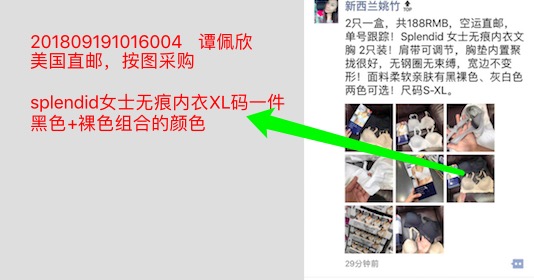 201809191016004 谭佩欣
美国直邮，按图采购
splendid女士无痕内衣XL码一件
黑色+裸色组合的颜色
新西兰姚竹
TOP
2只一盒，共188RMB，空运直邮，
单号跟踪！Splendid 女士无痕内衣文
胸 2只装！肩带可调节，胸垫内置聚
拢很好，无钢圈无束缚，宽边不变
形！面料柔软亲肤有黑裸色、灰白色
两色可选！尺码S-XL。
29分钟前